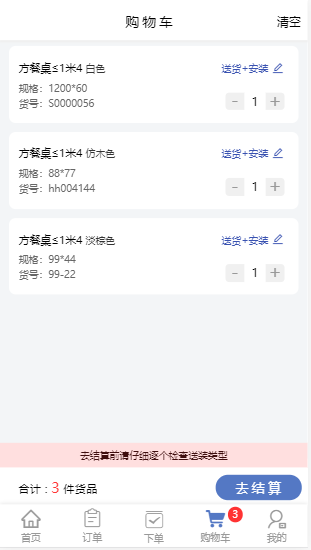 购物车 清空
方餐桌≤1米4 白色 送货+安装
规格：1200*60
货号：S0000056 - 1 +
方餐桌≤1米4 仿木色 送货+安装
规格：88*77
货号：hh004144 - 1 +
方餐桌≤1米4 淡棕色 送货+安装
规格：99*44
货号：99-22 - 1 +
去结算前请仔细逐个检查送装类型
合计：3 件货品 去结算
3
首页 订单 下单 购物车 我的